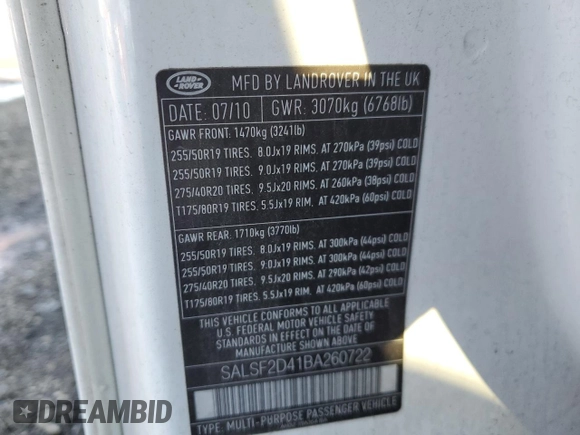 LAND
ROVER
MFD BY LANDROVER IN THE UK
DATE: 07/10 GWR: 3070kg (6768lb)
GAWR FRONT: 1470kg (3241lb)
255/50R19 TIRES. 8.0Jx19 RIMS. AT 270kPa (39psi) COLD
255/50R19 TIRES. 9.0Jx19 RIMS. AT 270kPa (39psi) COLD
275/40R20 TIRES. 9.5Jx20 RIMS. AT 260kPa (38psi) COLD
T175/80R19 TIRES. 5.5Jx19 RIM. AT 420kPa (60psi) COLD
GAWR REAR: 1710kg (3770lb)
255/50R19 TIRES. 8.0Jx19 RIMS. AT 300kPa (44psi) COLD
255/50R19 TIRES. 9.0Jx19 RIMS. AT 300kPa (44psi) COLD
275/40R20 TIRES. 9.5Jx20 RIMS. AT 290kPa (42psi) COLD
T175/80R19 TIRES. 5.5Jx19 RIM. AT 420kPa (60psi) COLD
THIS VEHICLE CONFORMS TO ALL APPLICABLE
U.S. FEDERAL MOTOR VEHICLE SAFETY
STANDARDS IN EFFECT ON THE DATE OF
MANUFACTURE SHOWN ABOVE
SALSF2D41BA260722
TYPE: MULTI-PURPOSE PASSENGER VEHICLE
DREAMBID